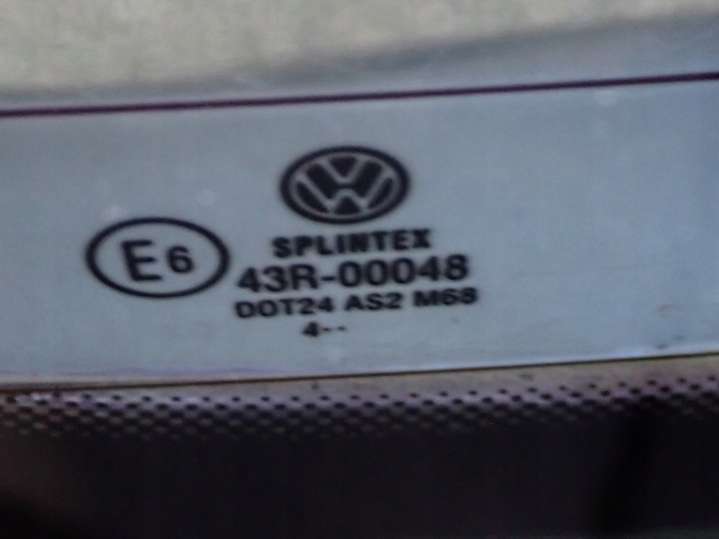 SPLINTEX
E6
43R-00048
DOT24 AS2 M68
4--